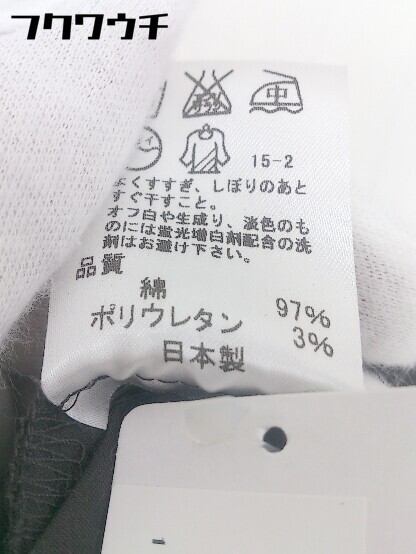 フクワウチ
中
15-2
よくすすぎ、しぼりのあと
すぐ干すこと。
オフ白や生成り、淡色のも
のには蛍光増白剤配合の洗
剤はお避け下さい。
品質
綿 97%
ポリウレタン 3%
日本製